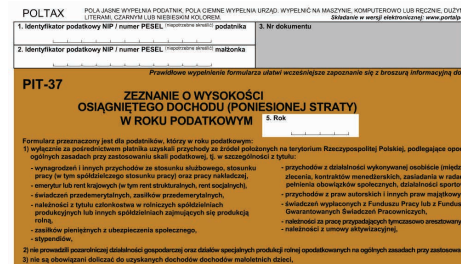 POLTAX
POLA JASNE WYPEŁNIA PODATNIK, POLA CIEMNE WYPEŁNIA URZĄD. WYPEŁNIĆ NA MASZYNIE, KOMPUTEROWO LUB RĘCZNIE, DUŻYM
LITERAMI, CZARNYM LUB NIEBIESKIM KOLOREM.
Składanie w wersji elektronicznej: www.portalp
1. Identyfikator podatkowy NIP / numer PESEL (niepotrzebne skreślić) podatnika
3. Nr dokumentu
2. Identyfikator podatkowy NIP / numer PESEL (niepotrzebne skreślić) małżonka
Prawidłowe wypełnienie formularza ułatwi wcześniejsze zapoznanie się z broszurą informacyjną do
PIT-37
ZEZNANIE O WYSOKOŚCI
OSIĄGNIĘTEGO DOCHODU (PONIESIONEJ STRATY)
W ROKU PODATKOWYM
5. Rok
Formularz przeznaczony jest dla podatników, którzy w roku podatkowym:
1) wyłącznie za pośrednictwem płatnika uzyskali przychody ze źródeł położonych na terytorium Rzeczypospolitej Polskiej, podlegające opo
ogólnych zasadach przy zastosowaniu skali podatkowej, tj. w szczególności z tytułu:
- wynagrodzeń i innych przychodów ze stosunku służbowego, stosunku
pracy (w tym spółdzielczego stosunku pracy) oraz pracy nakładczej,
- emerytur lub rent krajowych (w tym rent strukturalnych, rent socjalnych),
- świadczeń przedemerytalnych, zasiłków przedemerytalnych,
- należności z tytułu członkostwa w rolniczych spółdzielniach
produkcyjnych lub innych spółdzielniach zajmujących się produkcją
rolną,
- zasiłków pieniężnych z ubezpieczenia społecznego,
- stypendiów,
- przychodów z działalności wykonywanej osobiście (międz
zlecenia, kontraktów menedżerskich, zasiadania w radac
pełnienia obowiązków społecznych, działalności sporto
- przychodów z praw autorskich i innych praw majątkowy
- świadczeń wypłaconych z Funduszu Pracy lub z Fundus
Gwarantowanych Świadczeń Pracowniczych,
- należności za pracę przypadających tymczasowo aresztowany
- należności z umowy aktywizacyjnej,
2) nie prowadzili pozarolniczej działalności gospodarczej oraz działów specjalnych produkcji rolnej opodatkowanych na ogólnych zasadach przy zastosowa
3) nie są obowiązani doliczać do uzyskanych dochodów dochodów małoletnich dzieci,